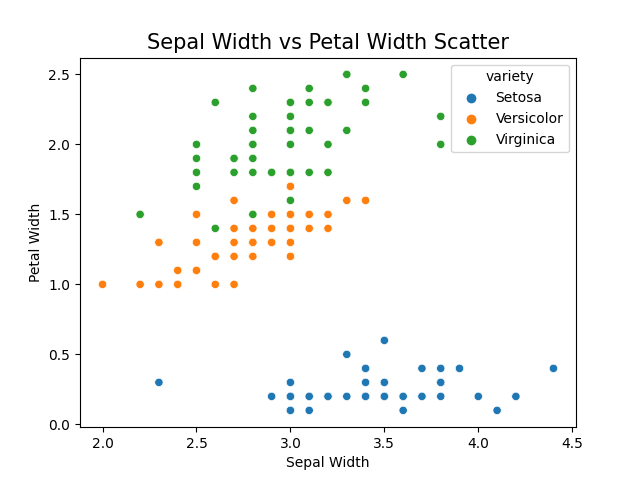 Sepal Width vs Petal Width Scatter
variety
Setosa
Versicolor
Virginica
Petal Width
2.5
2.0
1.5
1.0
0.5
0.0
2.0 2.5 3.0 3.5 4.0 4.5
Sepal Width